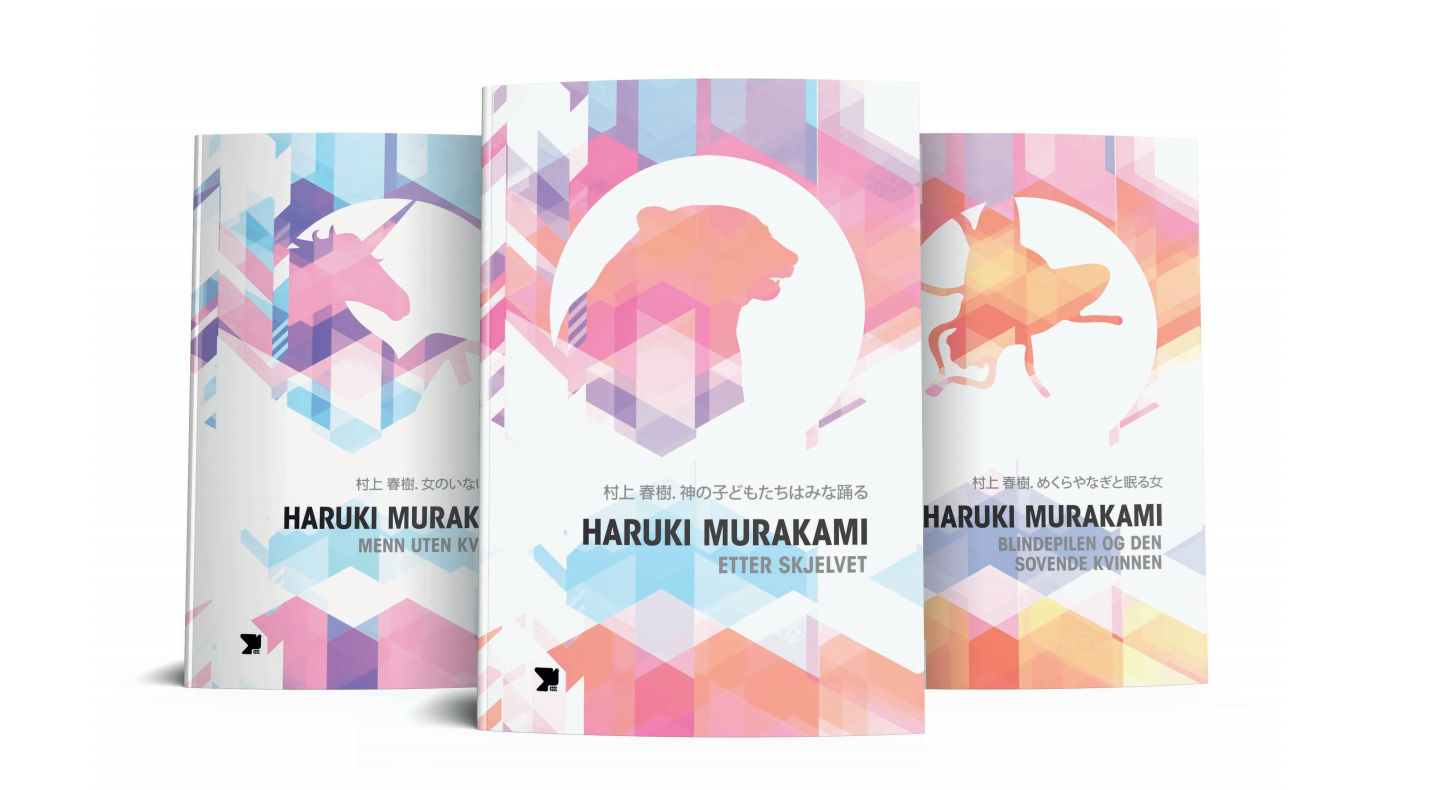 村上 春樹. 女のいない
HARUKI MURAK
MENN UTEN KV
村上 春樹. 神の子どもたちはみな踊る
HARUKI MURAKAMI
ETTER SKJELVET
村上 春樹. めくらやなぎと眠る女
HARUKI MURAKAMI
BLINDEPILEN OG DEN
SOVENDE KVINNEN